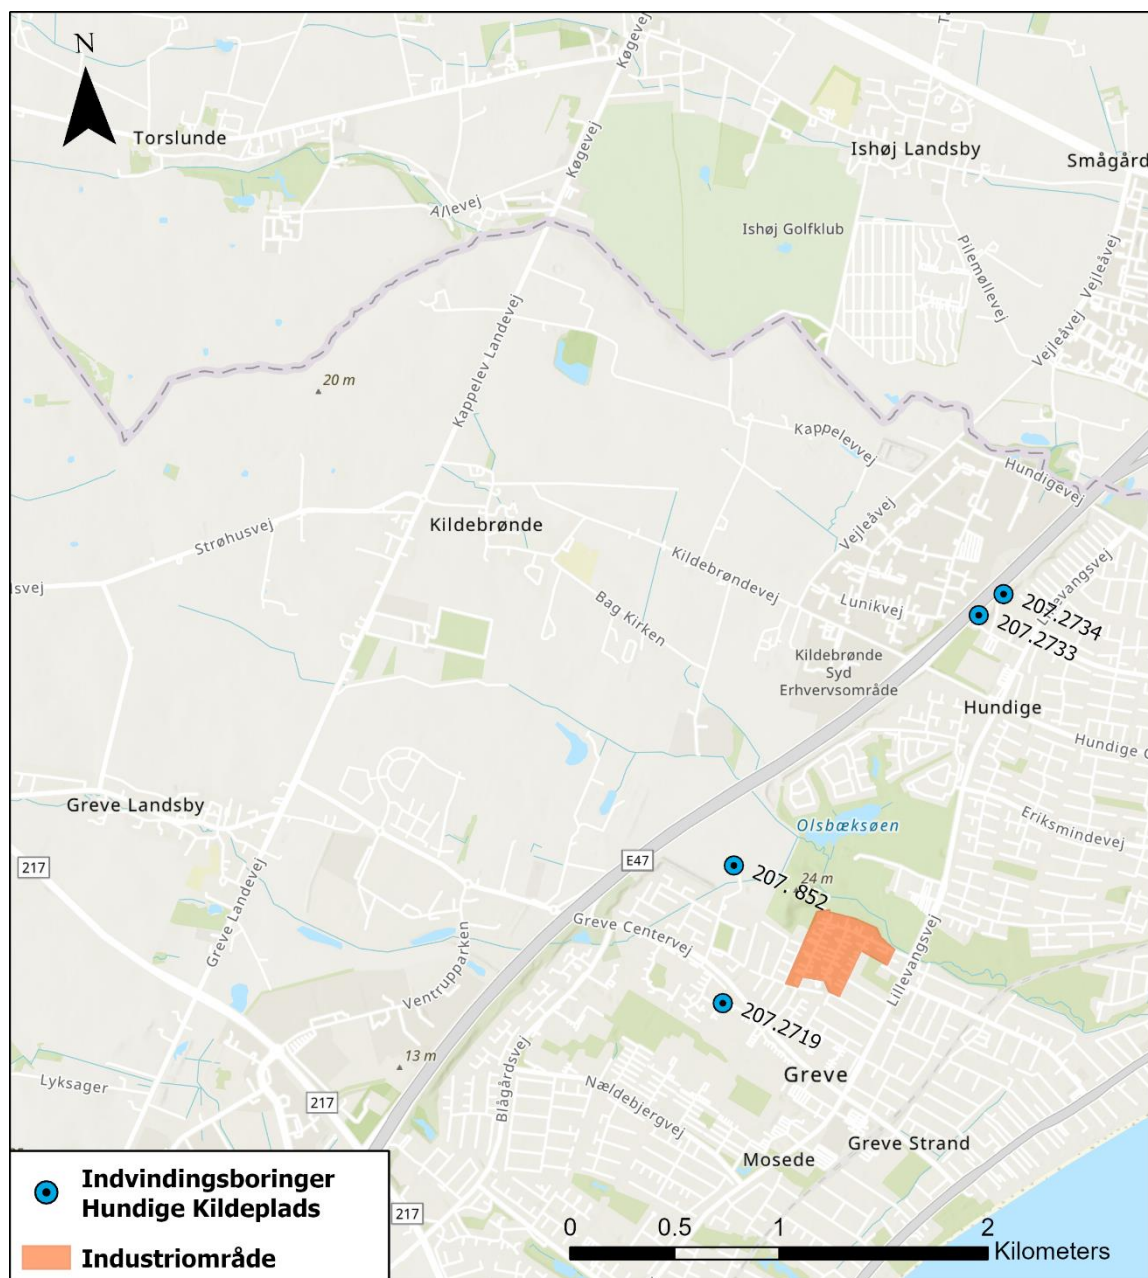 N
Torslunde
Køgevej
Køgevej
Ishøj Landsby
Smågård
Allevej
Ishøj Golfklub
Pilemøllevej
Vejleåvej
Vejleåvej
Kappelev Landevej
20 m
Kappelevvej
Hundigevej
Strøhusvej
Kildebrønde
Vejleåvej
Kildebrøndevej
Lunikvej
Bag Kirken
lsvej
207.2734
207.2733
Kildebrønde
Syd
Erhvervsområde
Hundige
Greve Landsby
Olsbæksøen
Eriksmindevej
217
E47
207. 852
24 m
Greve Landevej
Greve Centervej
Lillevangsvej
Ventrupparken
207.2719
13 m
Lyksager
217
Blågårdsvej
Greve
Nældebjergvej
Greve Strand
Mosede
217
Indvindingsboringer
Hundige Kildeplads
Industriområde
0 0.5 1 2
Kilometers